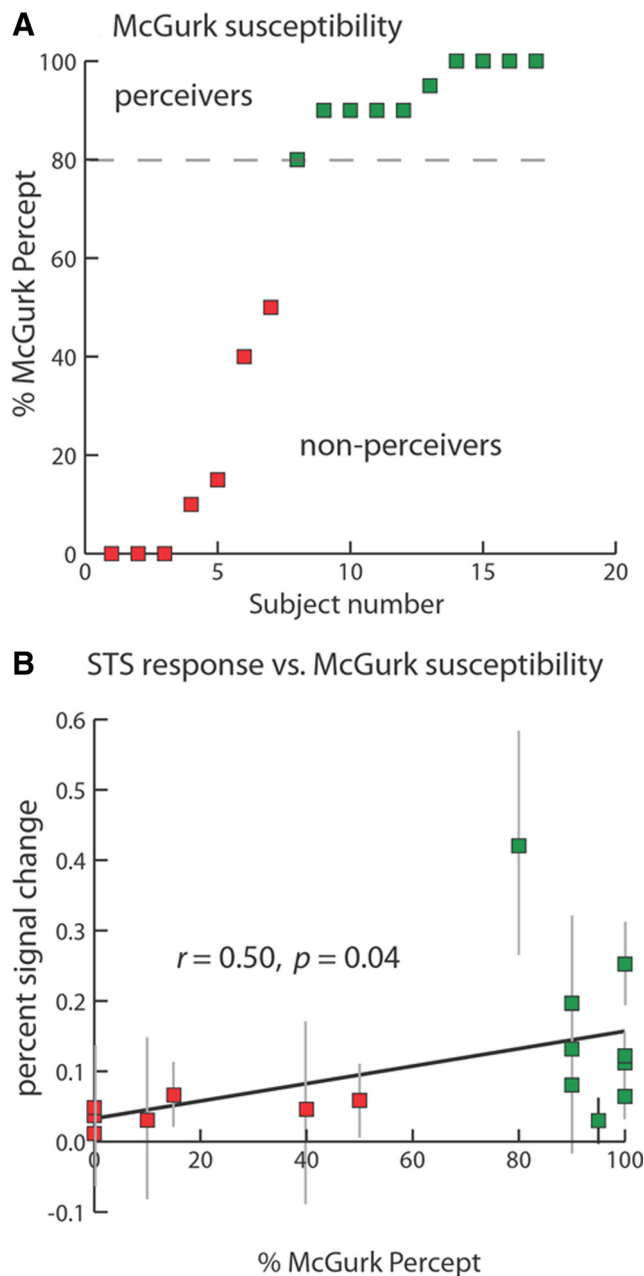 A McGurk susceptibility
100
perceivers
80
60
40
non-perceivers
20
0
0 5 10 15 20
% McGurk Percept
Subject number
B STS response vs. McGurk susceptibility
0.6
0.5
0.4
0.3
r = 0.50, p = 0.04
0.2
0.1
0.0
0 20 40 60 80 100
-0.1
percent signal change
% McGurk Percept